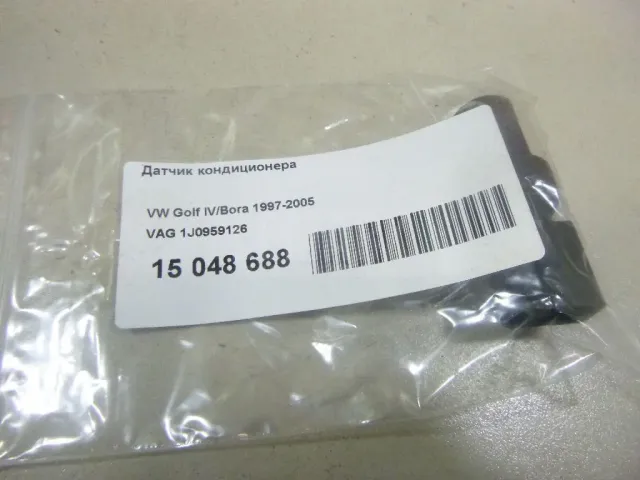 Датчик кондиционера
VW Golf IV/Bora 1997-2005
VAG 1J0959126
15 048 688